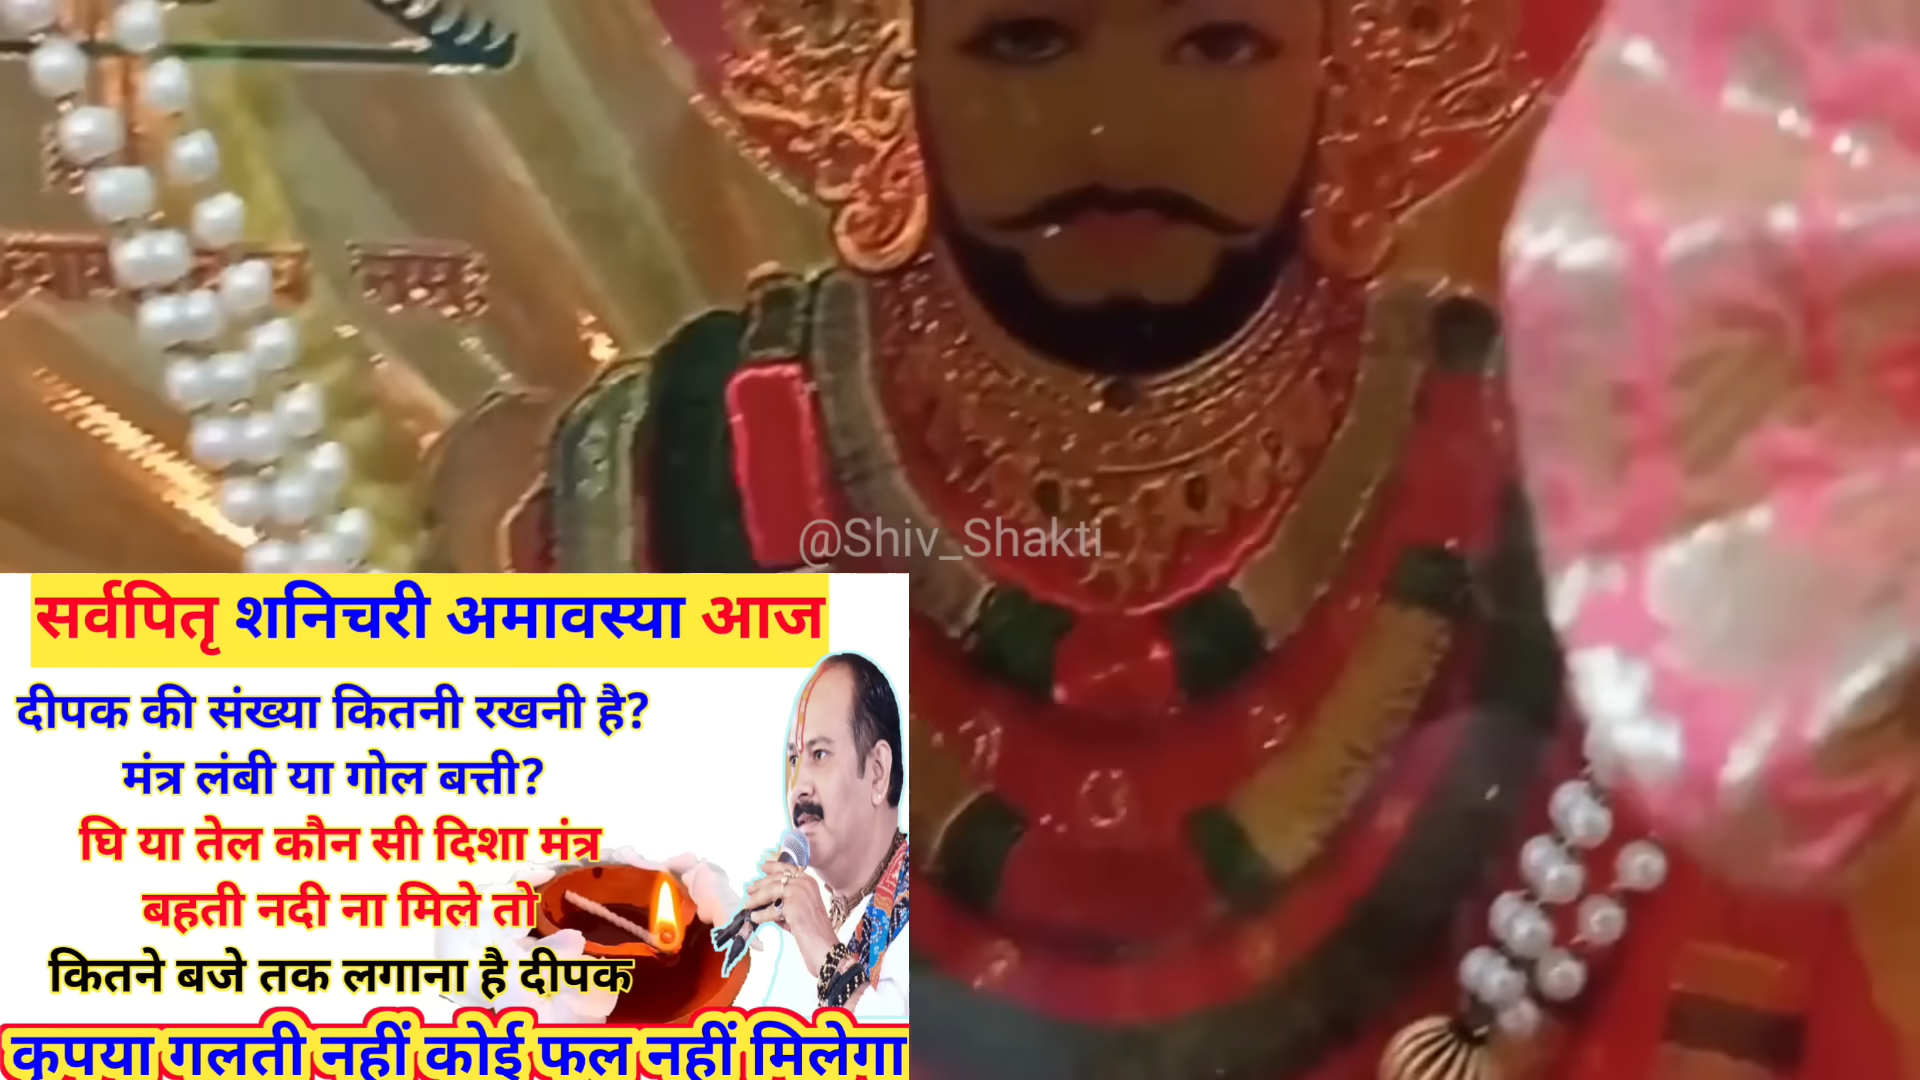 @Shiv_Shakti
सर्वपितृ शनिचरी अमावस्या आज
दीपक की संख्या कितनी रखनी है?
मंत्र लंबी या गोल बत्ती?
घि या तेल कौन सी दिशा मंत्र
बहती नदी ना मिले तो
कितने बजे तक लगाना है दीपक
कृपया गलती नहीं कोई फल नहीं मिलेगा